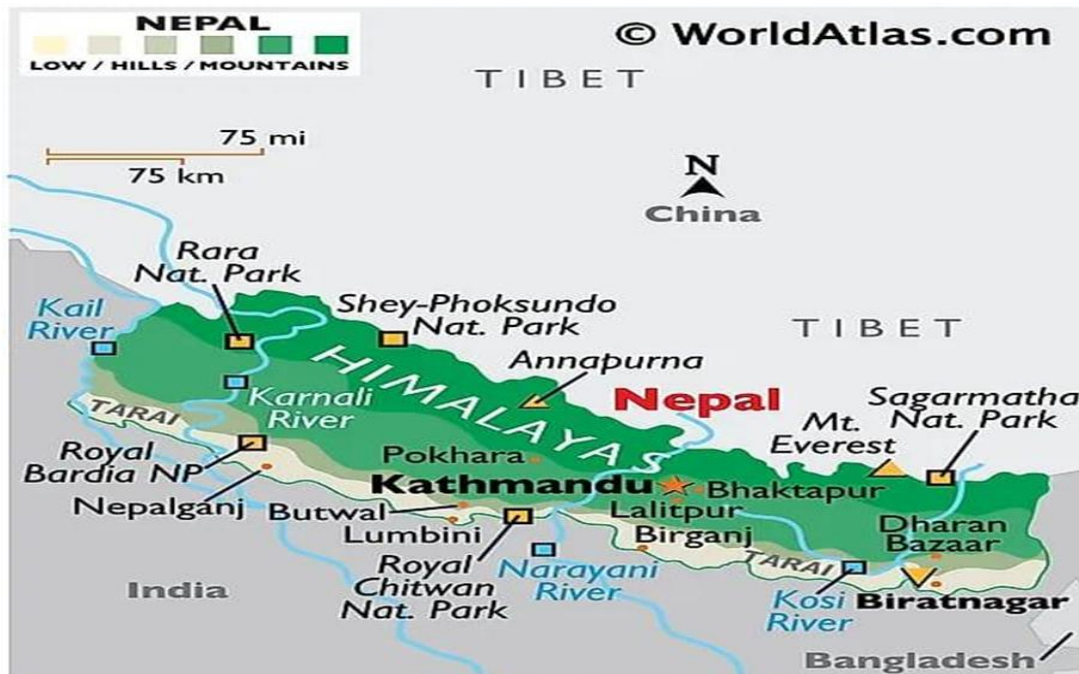 NEPAL
LOW / HILLS / MOUNTAINS
© WorldAtlas.com
TIBET
75 mi
75 km
N
China
Rara
Nat. Park
Kail
River
Shey-Phoksundo
Nat. Park
TIBET
Annapurna
HIMALAYAS
Nepal
Sagarmatha
Nat. Park
Mt.
Everest
Karnali
River
TARAI
Royal
Bardia NP
Pokhara
Kathmandu
Bhaktapur
Nepalganj
Butwal
Lalitpur
Lumbini
Birganj
Dharan
Bazaar
Royal
Chitwan
Nat. Park
Narayani
River
TARAI
India
Kosi
River
Biratnagar
Bangladesh